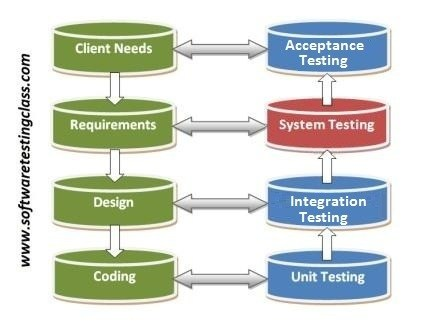 www.softwaretestingclass.com
Client Needs
Acceptance
Testing
Requirements
System Testing
Design
Integration
Testing
Coding
Unit Testing